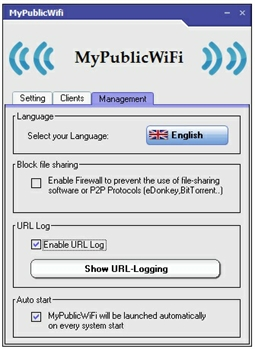 MyPublicWiFi
MyPublicWiFi
Setting Clients Management
Language
Select your Language: English
Block file sharing
Enable Firewall to prevent the use of file-sharing
software or P2P Protocols (eDonkey,BitTorrent..)
URL Log
Enable URL Log
Show URL-Logging
Auto start
MyPublicWiFi will be launched automatically
on every system start